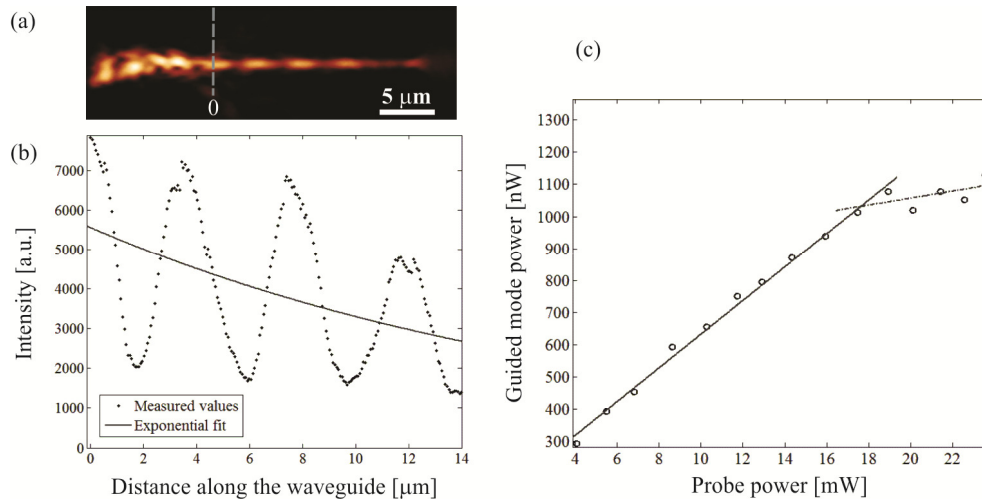 (a)
0
5 μm
(b)
Intensity [a.u.]
7000
6000
5000
4000
3000
2000
1000
0
Measured values
Exponential fit
0 2 4 6 8 10 12 14
Distance along the waveguide [μm]
(c)
Guided mode power [nW]
1300
1200
1100
1000
900
800
700
600
500
400
300
4 6 8 10 12 14 16 18 20 22
Probe power [mW]